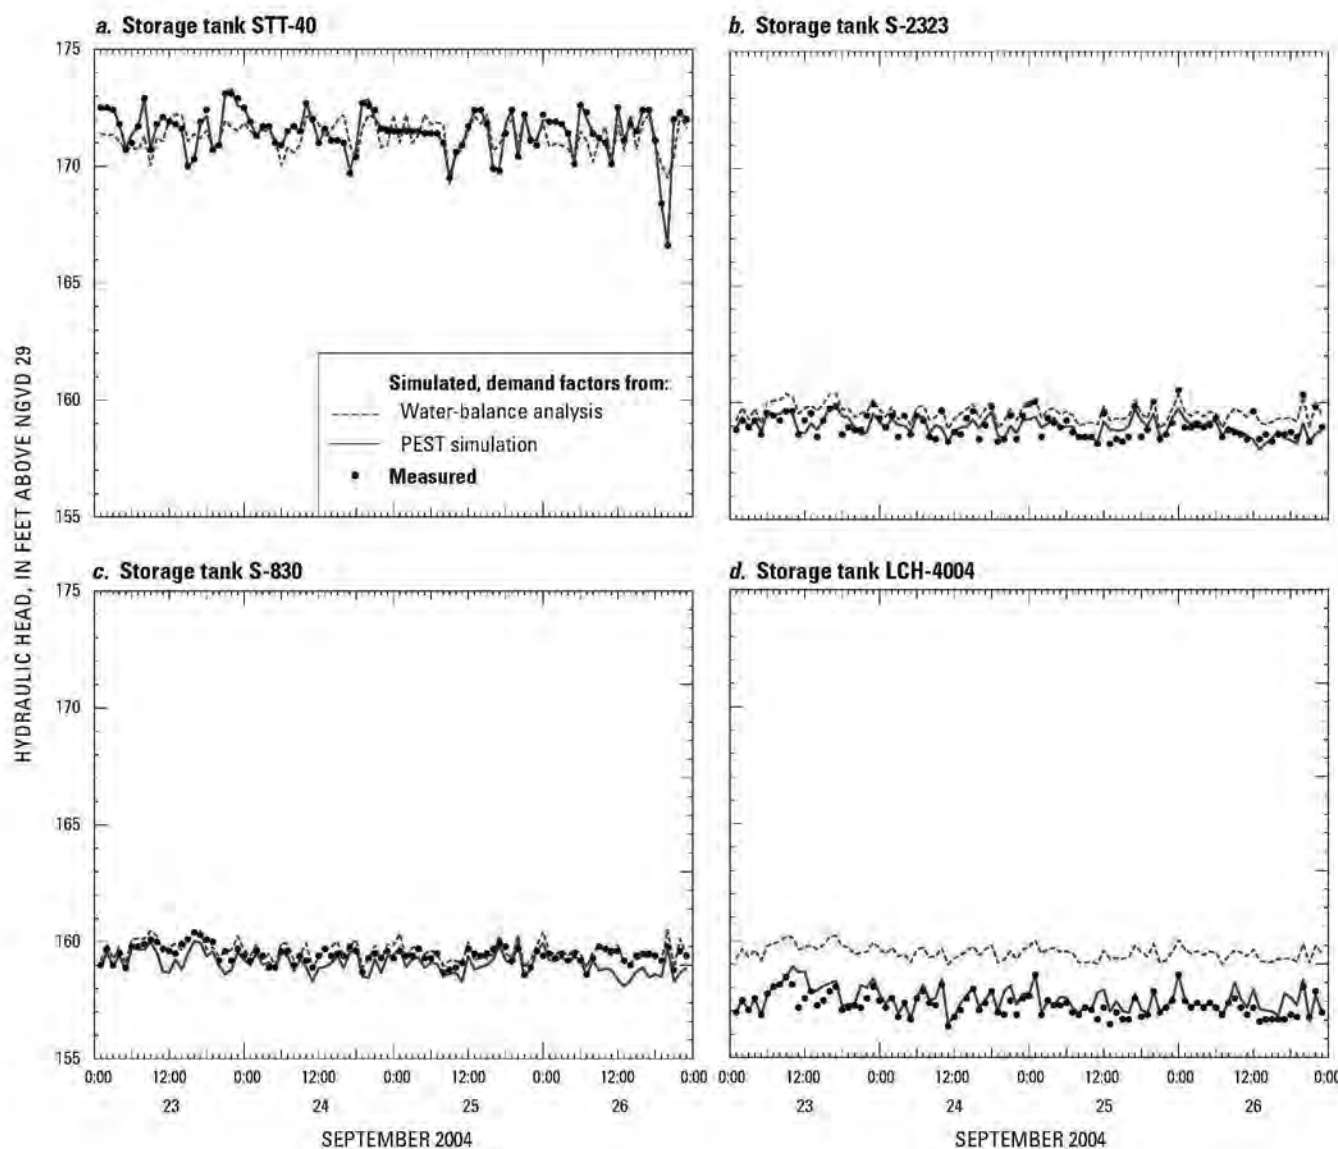 a. Storage tank STT-40
b. Storage tank S-2323
175
170
165
160
155
Simulated, demand factors from:
Water-balance analysis
PEST simulation
Measured
HYDRAULIC HEAD, IN FEET ABOVE NGVD 29
c. Storage tank S-830
d. Storage tank LCH-4004
175
170
165
160
155
0:00 12:00 0:00 12:00 0:00 12:00 0:00 12:00 0:00
23 24 25 26
SEPTEMBER 2004
0:00 12:00 0:00 12:00 0:00 12:00 0:00 12:00 0:00
23 24 25 26
SEPTEMBER 2004